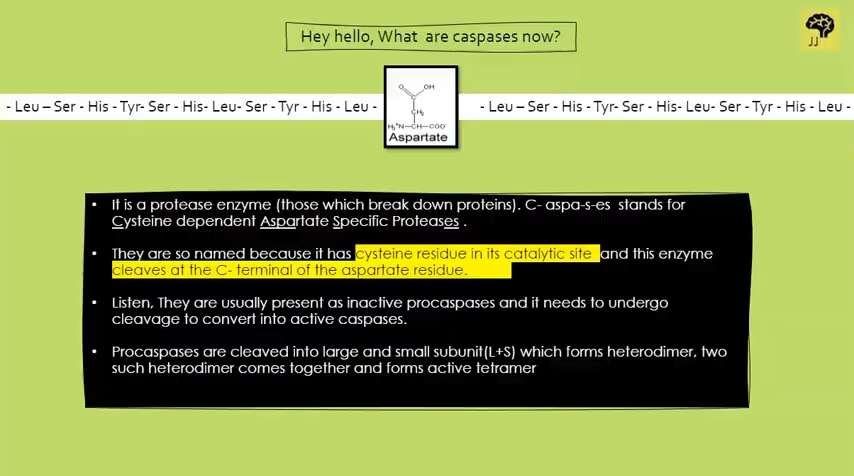 Hey hello, What are caspases now?
JJ
- Leu – Ser - His - Tyr- Ser - His- Leu- Ser - Tyr - His - Leu -
O
OH
C
CH₂
H₃⁺N—CH—COO⁻
Aspartate
- Leu – Ser - His - Tyr- Ser - His- Leu- Ser - Tyr - His - Leu -
• It is a protease enzyme (those which break down proteins). C- aspa-s-es stands for
Cysteine dependent Aspartate Specific Proteases .
• They are so named because it has cysteine residue in its catalytic site and this enzyme
cleaves at the C- terminal of the aspartate residue.
• Listen, They are usually present as inactive procaspases and it needs to undergo
cleavage to convert into active caspases.
• Procaspases are cleaved into large and small subunit(L+S) which forms heterodimer, two
such heterodimer comes together and forms active tetramer